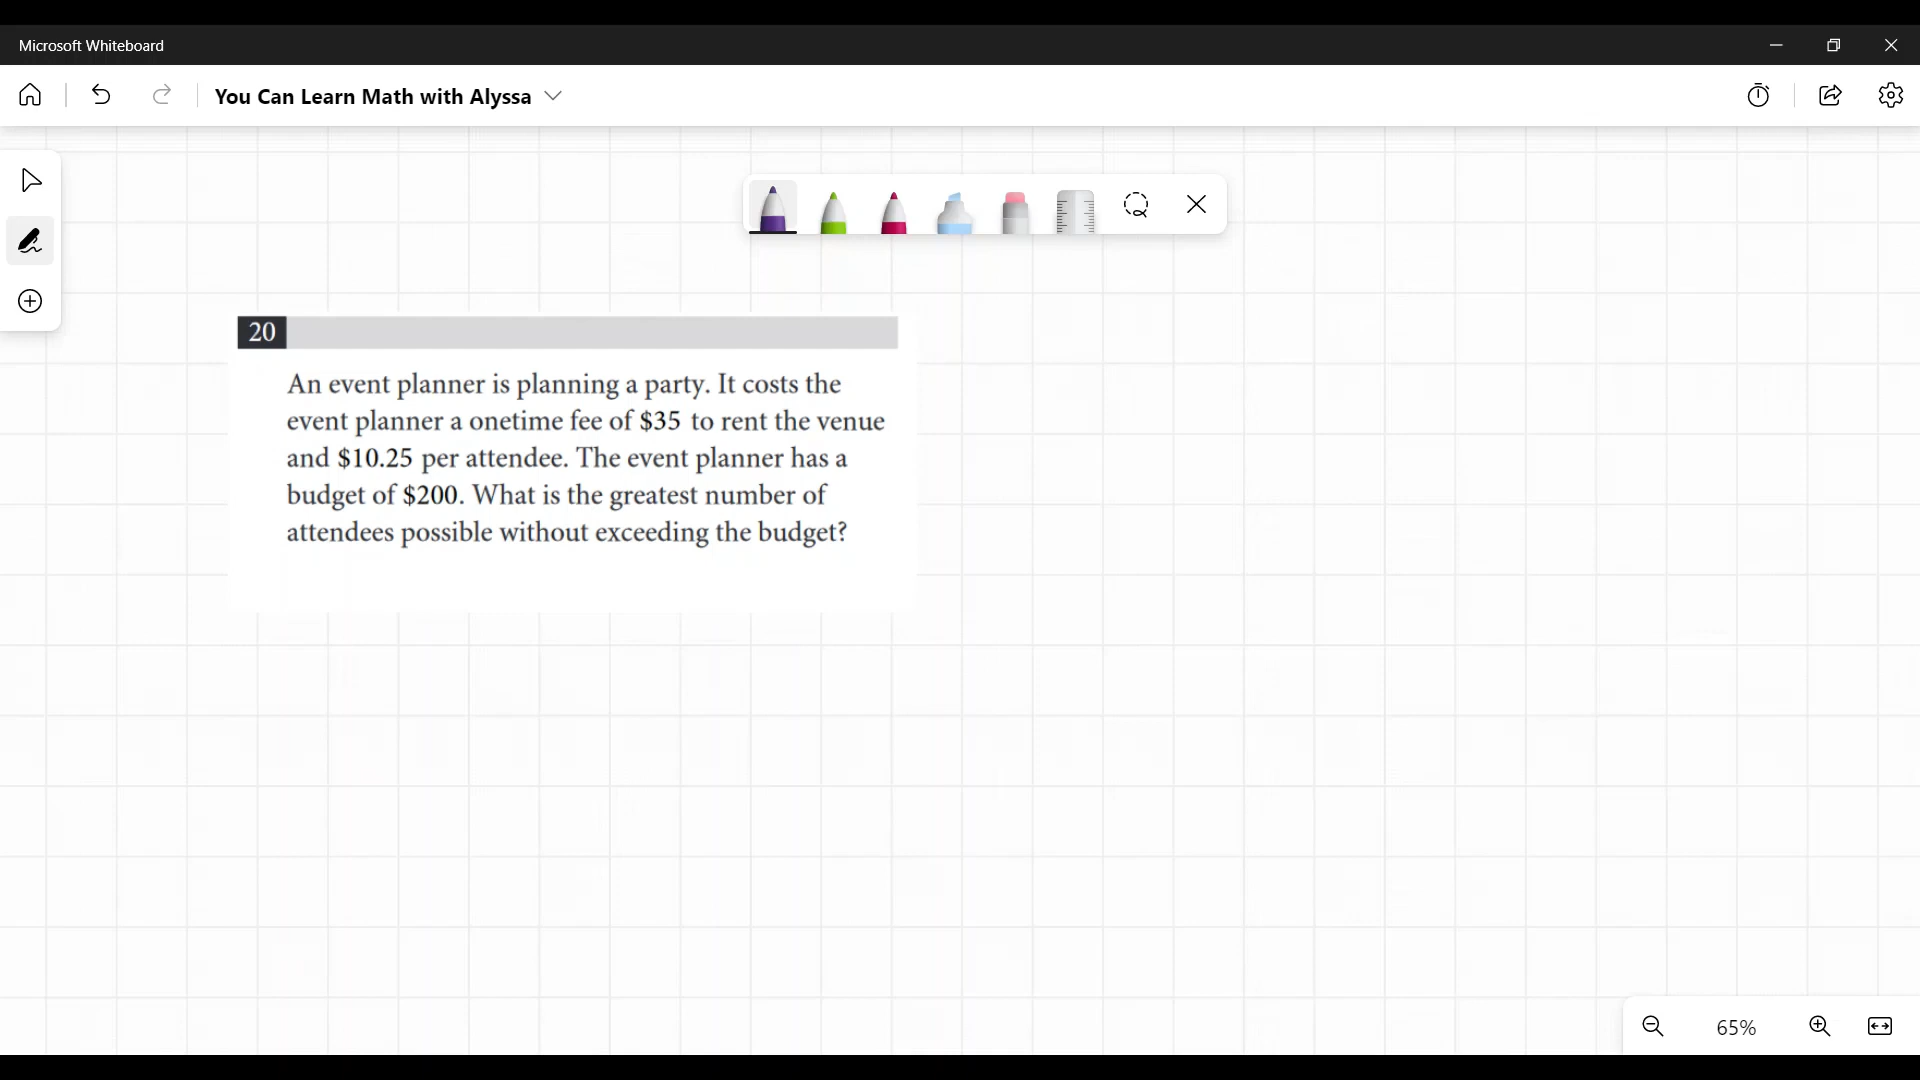 Microsoft Whiteboard
You Can Learn Math with Alyssa
20
An event planner is planning a party. It costs the
event planner a onetime fee of $35 to rent the venue
and $10.25 per attendee. The event planner has a
budget of $200. What is the greatest number of
attendees possible without exceeding the budget?
65%